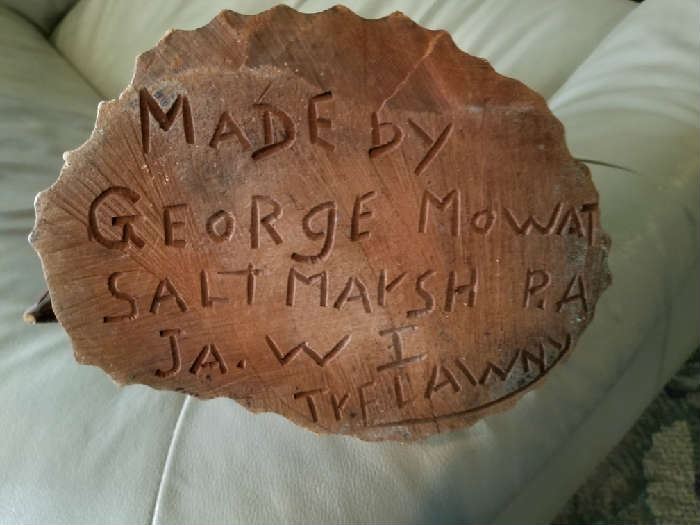 MADE by
GEORgE MOWAT
SALT MArSH P.A
JA. W I
TrELAWNY